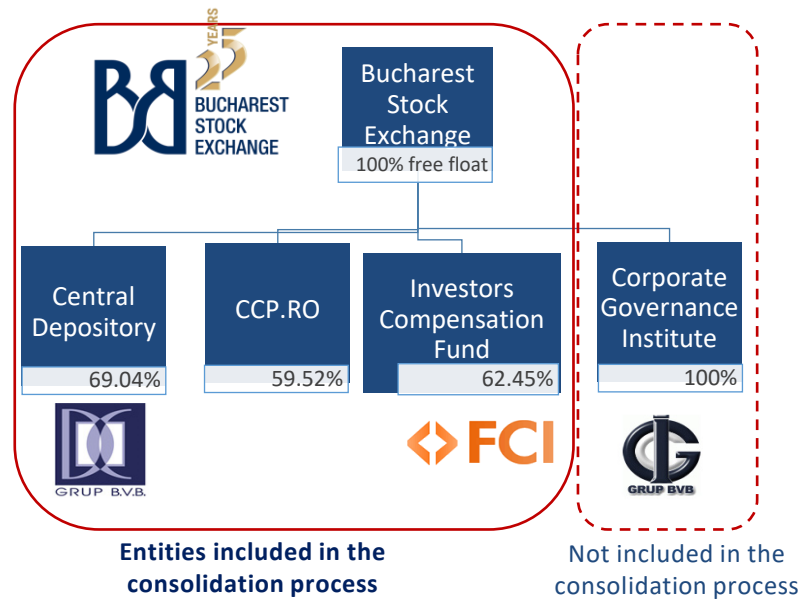 25 YEARS
BUCHAREST
STOCK
EXCHANGE
Bucharest
Stock
Exchange
100% free float
Central
Depository
69.04%
CCP.RO
59.52%
Investors
Compensation
Fund
62.45%
Corporate
Governance
Institute
100%
GRUP B.V.B.
FCI
GRUP BVB
Entities included in the
consolidation process
Not included in the
consolidation process